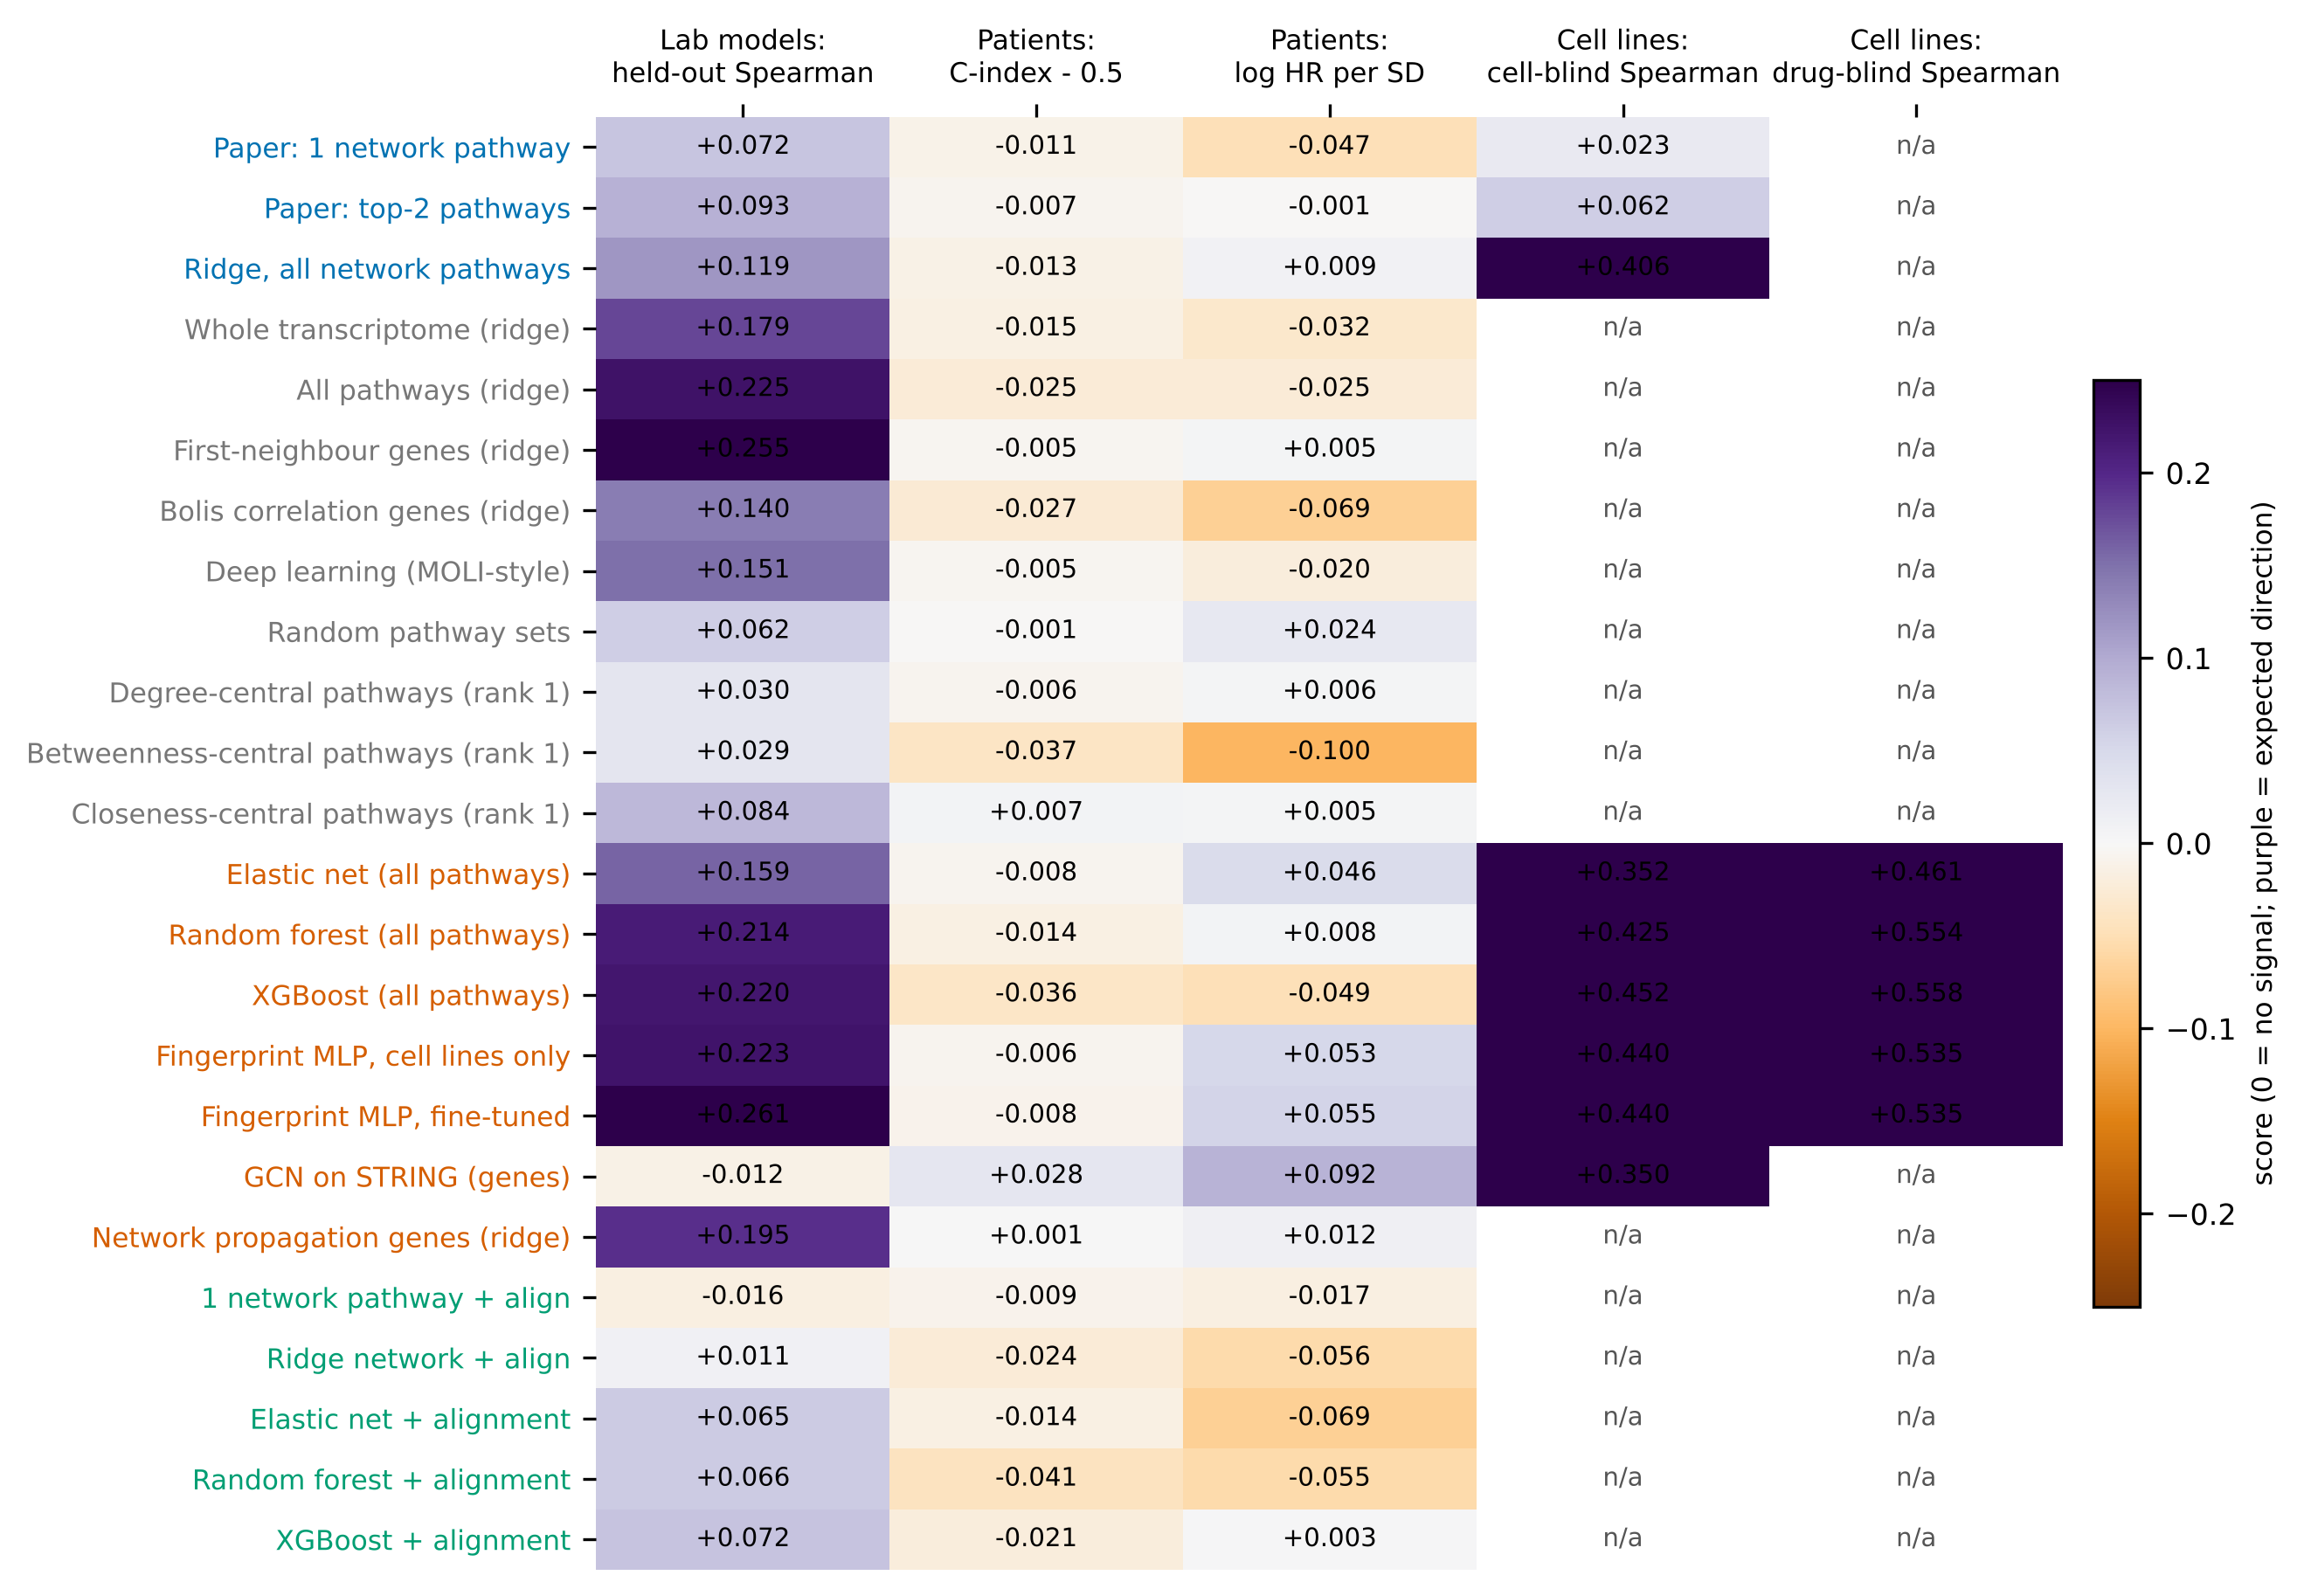 Lab models:
held-out Spearman
Patients:
C-index - 0.5
Patients:
log HR per SD
Cell lines:
cell-blind Spearman
Cell lines:
drug-blind Spearman
Paper: 1 network pathway +0.072 -0.011 -0.047 +0.023 n/a
Paper: top-2 pathways +0.093 -0.007 -0.001 +0.062 n/a
Ridge, all network pathways +0.119 -0.013 +0.009 +0.406 n/a
Whole transcriptome (ridge) +0.179 -0.015 -0.032 n/a n/a
All pathways (ridge) +0.225 -0.025 -0.025 n/a n/a
First-neighbour genes (ridge) +0.255 -0.005 +0.005 n/a n/a
Bolis correlation genes (ridge) +0.140 -0.027 -0.069 n/a n/a
Deep learning (MOLI-style) +0.151 -0.005 -0.020 n/a n/a
Random pathway sets +0.062 -0.001 +0.024 n/a n/a
Degree-central pathways (rank 1) +0.030 -0.006 +0.006 n/a n/a
Betweenness-central pathways (rank 1) +0.029 -0.037 -0.100 n/a n/a
Closeness-central pathways (rank 1) +0.084 +0.007 +0.005 n/a n/a
Elastic net (all pathways) +0.159 -0.008 +0.046 +0.352 +0.461
Random forest (all pathways) +0.214 -0.014 +0.008 +0.425 +0.554
XGBoost (all pathways) +0.220 -0.036 -0.049 +0.452 +0.558
Fingerprint MLP, cell lines only +0.223 -0.006 +0.053 +0.440 +0.535
Fingerprint MLP, fine-tuned +0.261 -0.008 +0.055 +0.440 +0.535
GCN on STRING (genes) -0.012 +0.028 +0.092 +0.350 n/a
Network propagation genes (ridge) +0.195 +0.001 +0.012 n/a n/a
1 network pathway + align -0.016 -0.009 -0.017 n/a n/a
Ridge network + align +0.011 -0.024 -0.056 n/a n/a
Elastic net + alignment +0.065 -0.014 -0.069 n/a n/a
Random forest + alignment +0.066 -0.041 -0.055 n/a n/a
XGBoost + alignment +0.072 -0.021 +0.003 n/a n/a
0.2
0.1
0.0
−0.1
−0.2
score (0 = no signal; purple = expected direction)